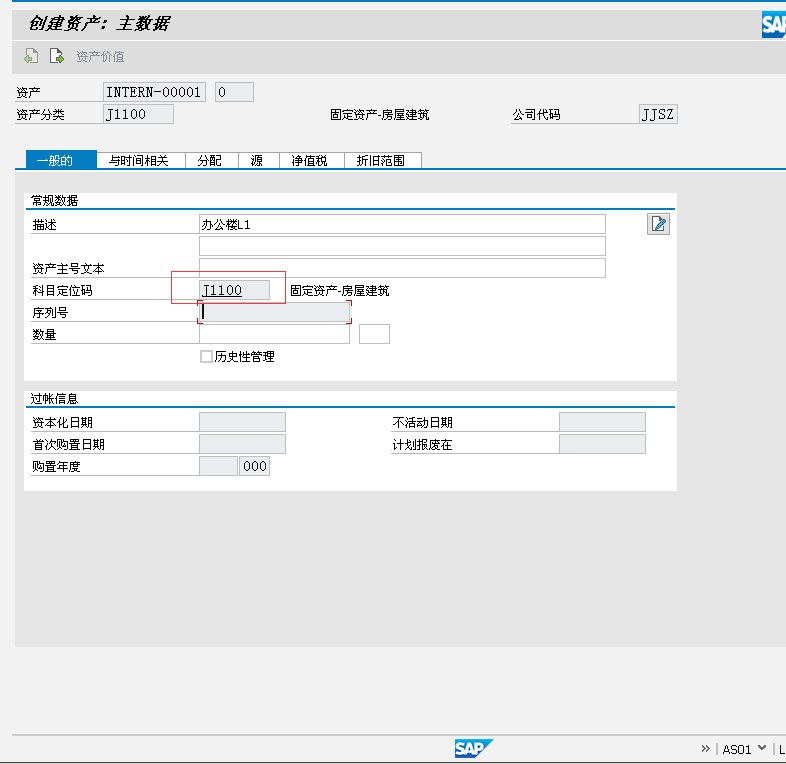 创建资产: 主数据
SAP
资产价值
资产 INTERN-00001 0
资产分类 J1100 固定资产-房屋建筑 公司代码 JJSZ
一般的 与时间相关 分配 源 净值税 折旧范围
常规数据
描述 办公楼L1
资产主号文本
科目定位码 J1100 固定资产-房屋建筑
序列号
数量
历史性管理
过帐信息
资本化日期 不活动日期
首次购置日期 计划报废在
购置年度 000
SAP » AS01 L